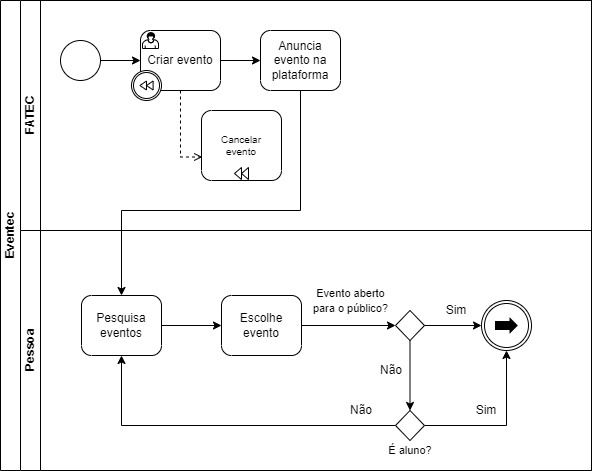 Eventec
FATEC
Criar evento
Anuncia
evento na
plataforma
Cancelar
evento
Pessoa
Pesquisa
eventos
Escolhe
evento
Evento aberto
para o público?
Sim
Não
Não
Sim
É aluno?